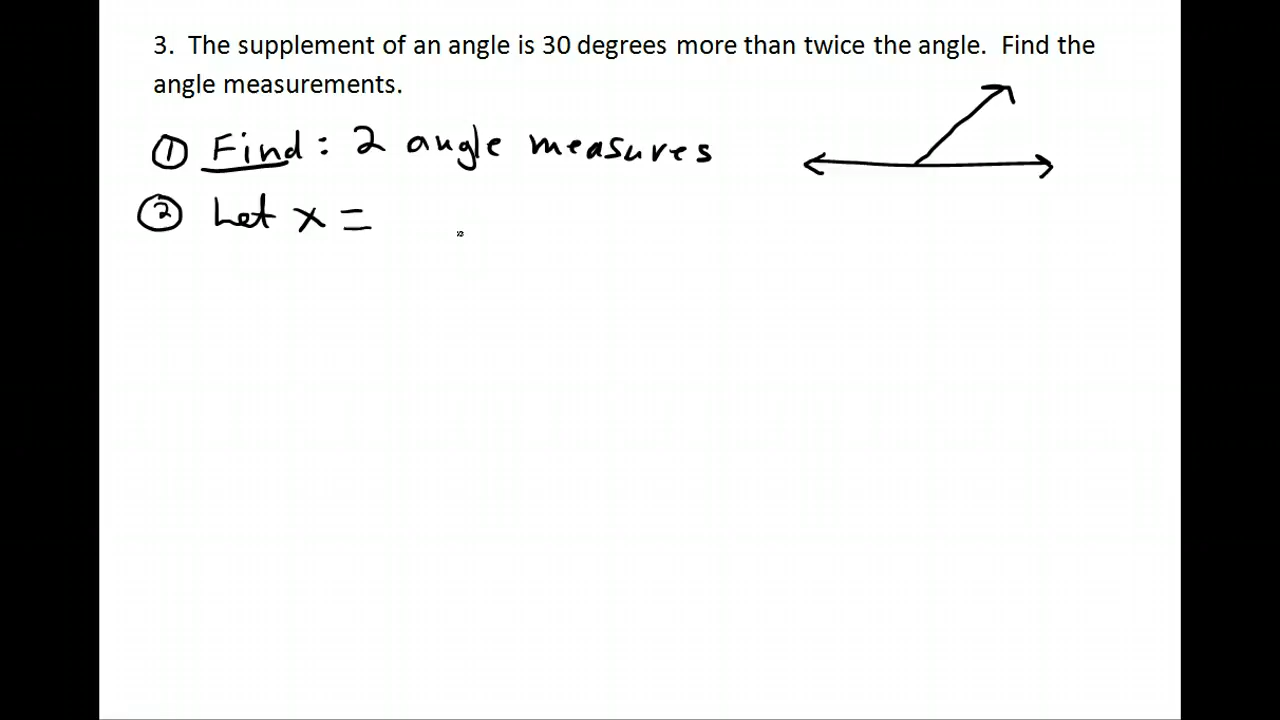 3. The supplement of an angle is 30 degrees more than twice the angle. Find the
angle measurements.
① Find: 2 angle measures
② Let x =